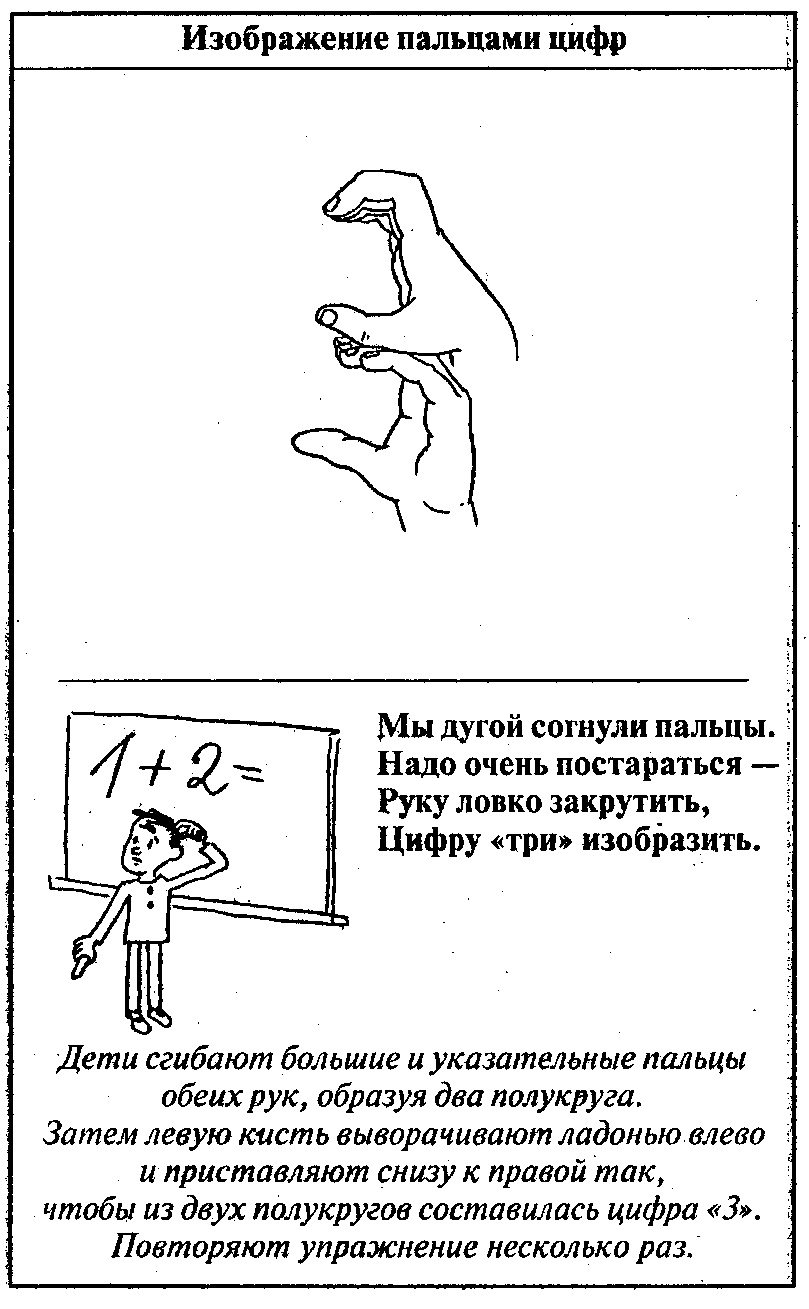 Изображение пальцами цифр
1 + 2 =
Мы дугой согнули пальцы.
Надо очень постараться —
Руку ловко закрутить,
Цифру «три» изобразить.
Дети сгибают большие и указательные пальцы
обеих рук, образуя два полукруга.
Затем левую кисть выворачивают ладонью влево
и приставляют снизу к правой так,
чтобы из двух полукругов составилась цифра «3».
Повторяют упражнение несколько раз.